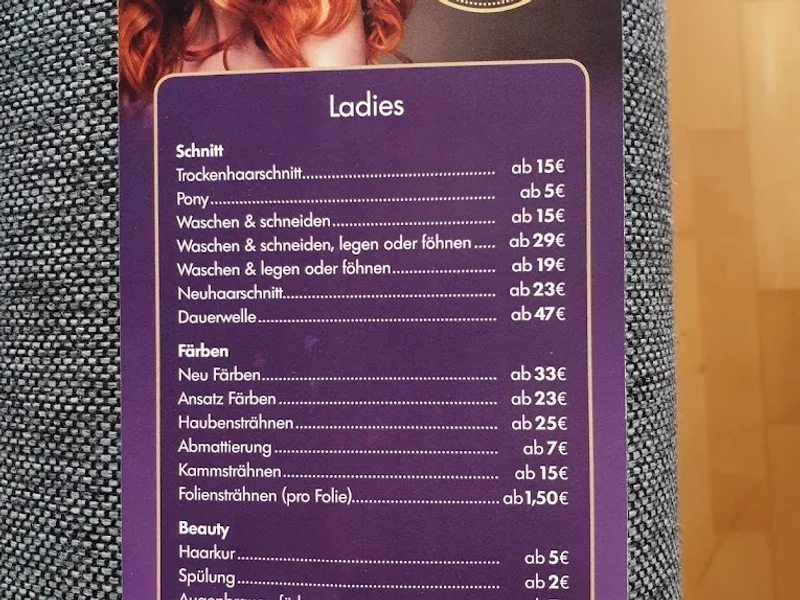 Ladies
Schnitt
Trockenhaarschnitt ab 15€
Pony ab 5€
Waschen & schneiden ab 15€
Waschen & schneiden, legen oder föhnen ab 29€
Waschen & legen oder föhnen ab 19€
Neuhaarschnitt ab 23€
Dauerwelle ab 47€
Färben
Neu Färben ab 33€
Ansatz Färben ab 23€
Haubensträhnen ab 25€
Abmattierung ab 7€
Kammsträhnen ab 15€
Foliensträhnen (pro Folie) ab 1,50€
Beauty
Haarkur ab 5€
Spülung ab 2€